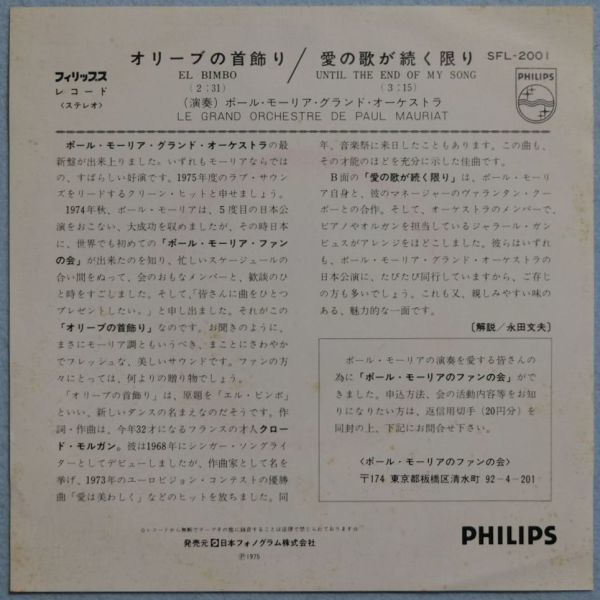 オリーブの首飾り／愛の歌が続く限り SFL-2001
フィリップス
レコード
〈ステレオ〉
EL BIMBO UNTIL THE END OF MY SONG
(2:31) (3:15)
PHILIPS
(演奏) ポール・モーリア・グランド・オーケストラ
LE GRAND ORCHESTRE DE PAUL MAURIAT
ポール・モーリア・グランド・オーケストラの最
新盤が出来上りました。いずれもモーリアならでは
の、すばらしい好演です。1975年度のラブ・サウン
ズをリードするクリーン・ヒットと申せましょう。
1974年秋、ポール・モーリアは、5度目の日本公
演をおこない、大成功を収めましたが、その時日本
に、世界でも初めての「ポール・モーリア・ファン
の会」が出来たのを知り、忙しいスケージュールの
合い間をぬって、会のおもなメンバーと、歓談のひ
と時をすごしました。そして、「皆さんに曲をひとつ
プレゼントしたい。」と申し出ました。それがこの
「オリーブの首飾り」なのです。お聞きのように、
まさにモーリア調ともいうべき、まことにさわやか
でフレッシュな、美しいサウンドです。ファンの方
々にとっては、何よりの贈り物でしょう。
「オリーブの首飾り」は、原題を「エル・ビンボ」
といい、新しいダンスの名まえなのだそうです。作
詞・作曲は、今年32才になるフランスの才人クロー
ド・モルガン。彼は1968年にシンガー・ソングライ
ターとしてデビューしましたが、作曲家として名を
挙げ、1973年のユーロビジョン・コンテストの優勝
曲「愛は美わしく」などのヒットを放ちました。同
年、音楽祭に来日したこともあります。この曲も、
その才能のほどを充分に示した佳曲です。
B面の「愛の歌が続く限り」は、ポール・モーリ
ア自身と、彼のマネージャーのヴァランタン・クー
ポーとの合作。そして、オーケストラのメンバーで、
ピアノやオルガンを担当しているジャラール・ガン
ビュスがアレンジをほどこしました。彼らはいずれ
も、ポール・モーリア・グランド・オーケストラの
日本公演に、たびたび同行していますから、ご存じ
の方も多いでしょう。これも又、親しみやすい味の
ある、魅力的な一面です。
〔解説／永田文夫〕
ポール・モーリアの演奏を愛する皆さんの
為に「ポール・モーリアのファンの会」がで
きました。申込方法、会の活動内容等をお知
りになりたい方は、返信用切手(20円分)を
同封の上、下記にお問合せ下さい。
〈ポール・モーリアのファンの会〉
〒174 東京都板橋区清水町 92-4-201
☆レコードから無断でテープその他に録音することは法律で禁じられております☆
発売元 日本フォノグラム株式会社
Ⓟ1975
PHILIPS